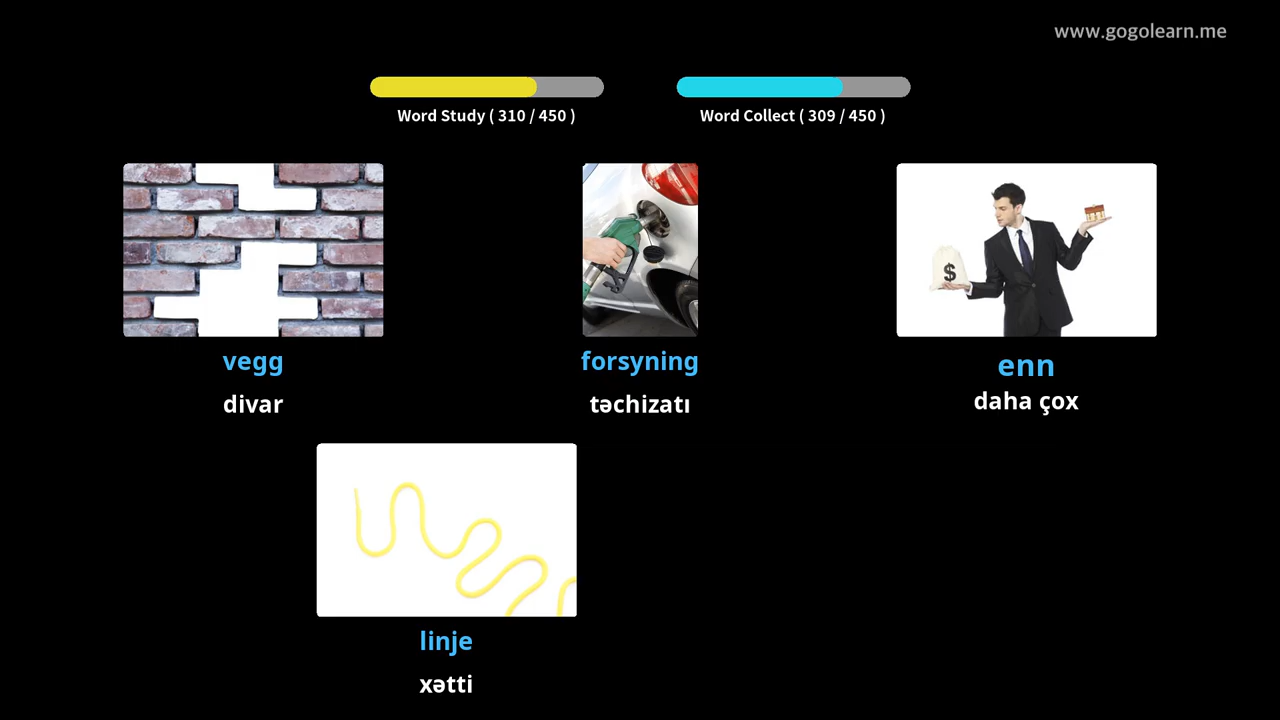 www.gogolearn.me
Word Study ( 310 / 450 )
Word Collect ( 309 / 450 )
$
vegg
divar
forsyning
təchizatı
enn
daha çox
linje
xətti